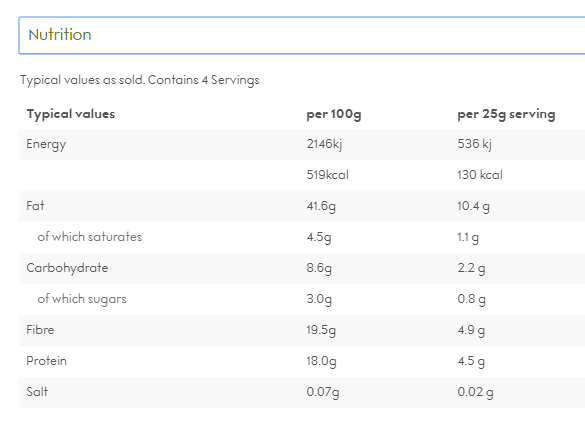 Nutrition
Typical values as sold. Contains 4 Servings
Typical values per 100g per 25g serving
Energy 2146kj 536 kj
519kcal 130 kcal
Fat 41.6g 10.4 g
of which saturates 4.5g 1.1 g
Carbohydrate 8.6g 2.2 g
of which sugars 3.0g 0.8 g
Fibre 19.5g 4.9 g
Protein 18.0g 4.5 g
Salt 0.07g 0.02 g